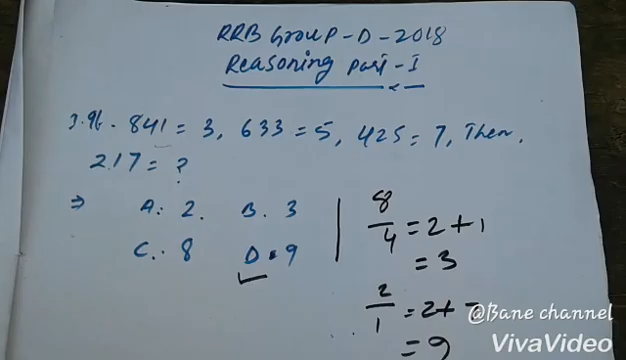 RRB GrouP-D-2018
Reasoning Part-I
841 = 3, 633 = 5, 425 = 7, Then,
217 = ?
⇒ A: 2. B. 3
C. 8 D. 9
8/4 = 2+1
= 3
2/1 = 2+7
= 9
@Bane channel
VivaVideo